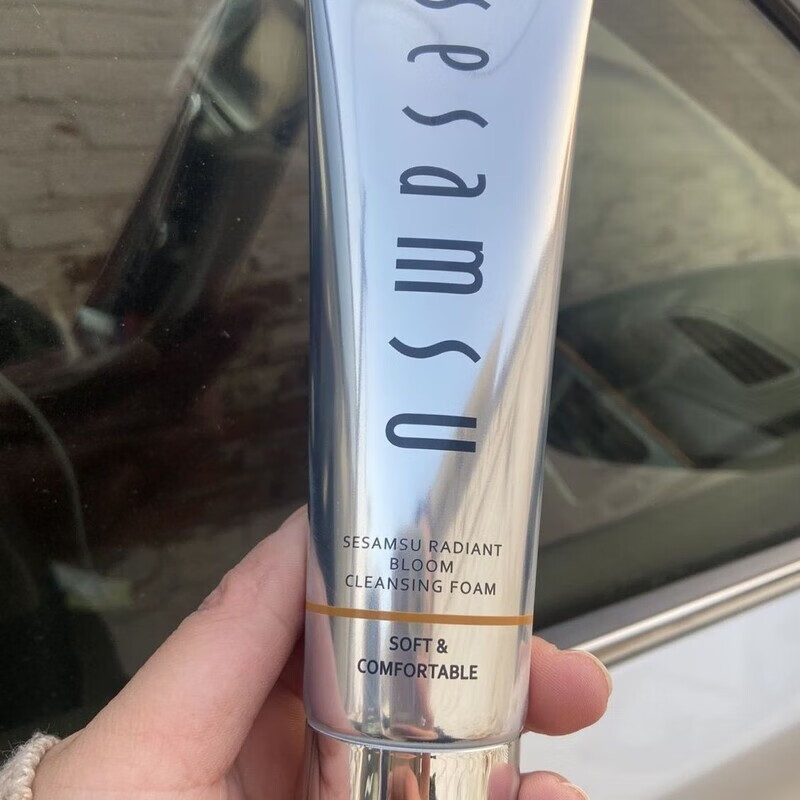 sesamsu
SESAMSU RADIANT
BLOOM
CLEANSING FOAM
SOFT &
COMFORTABLE